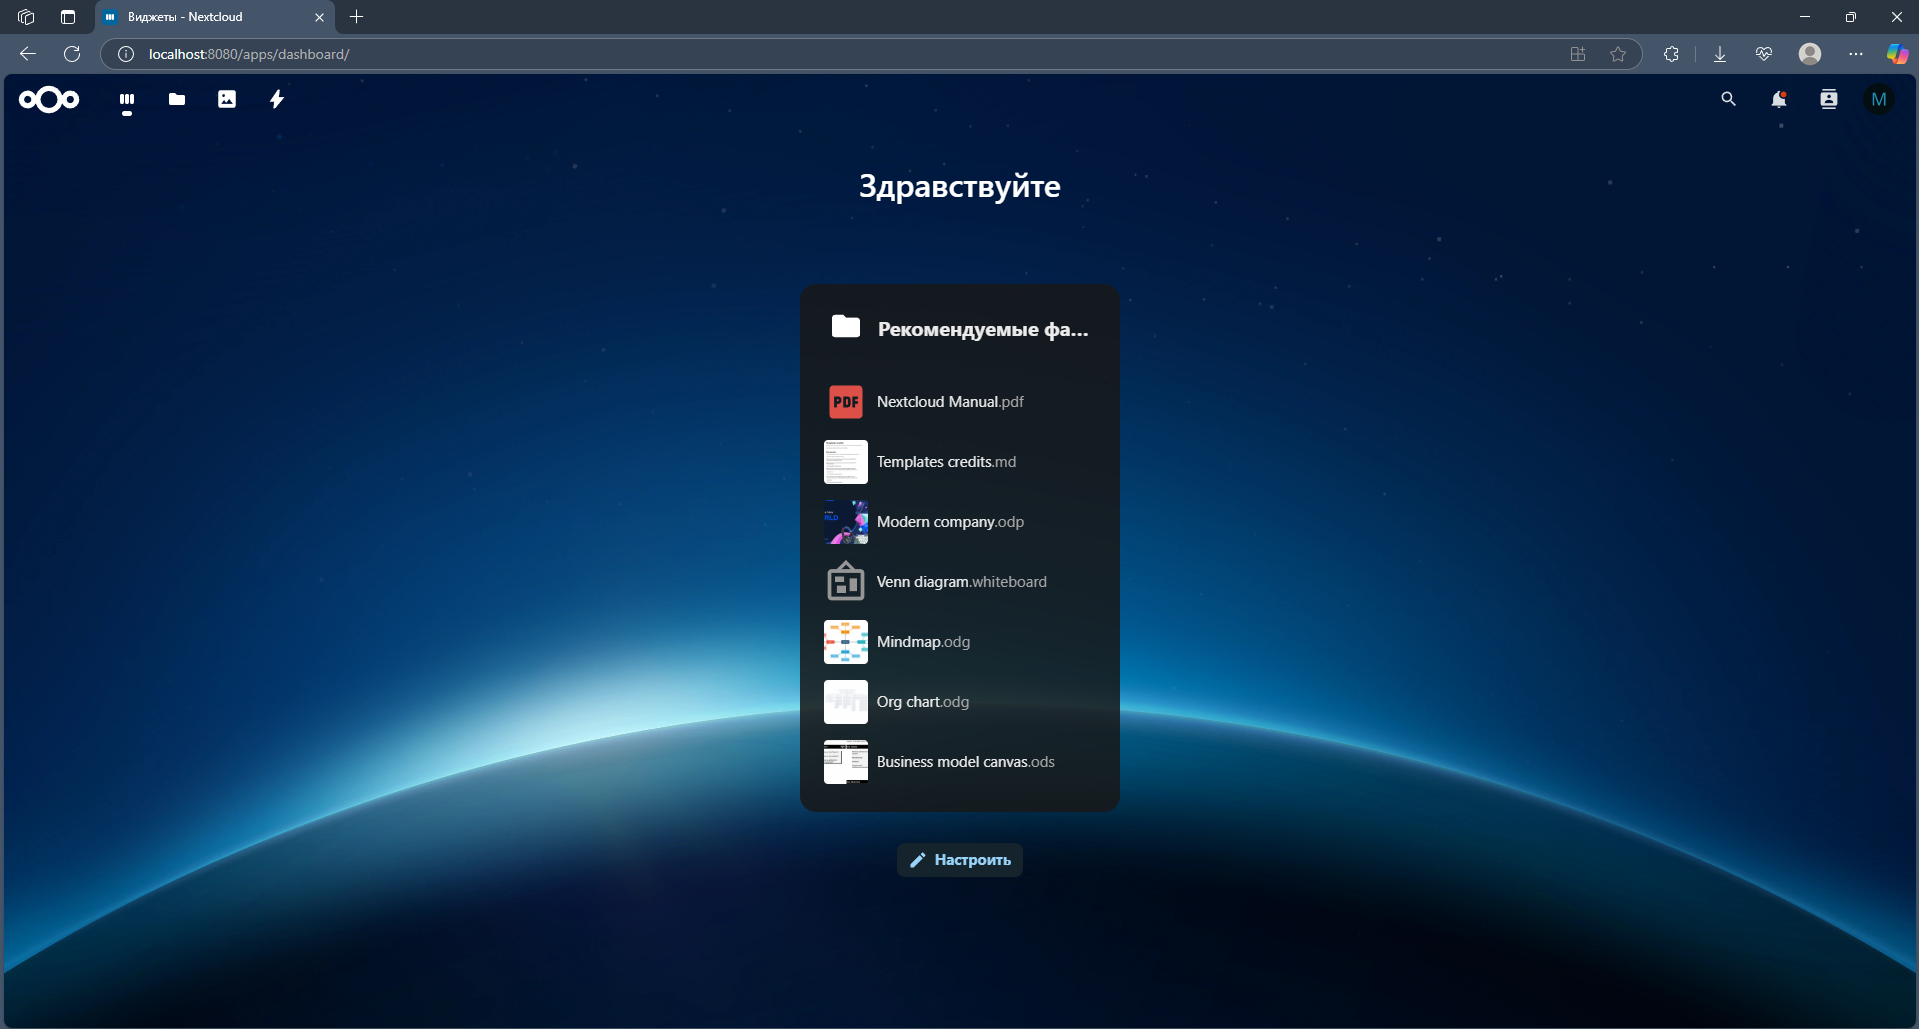 Виджеты - Nextcloud
localhost:8080/apps/dashboard/
M
Здравствуйте
Рекомендуемые фа...
PDF
Nextcloud Manual.pdf
Templates credits.md
Modern company.odp
Venn diagram.whiteboard
Mindmap.odg
Org chart.odg
Business model canvas.ods
Настроить